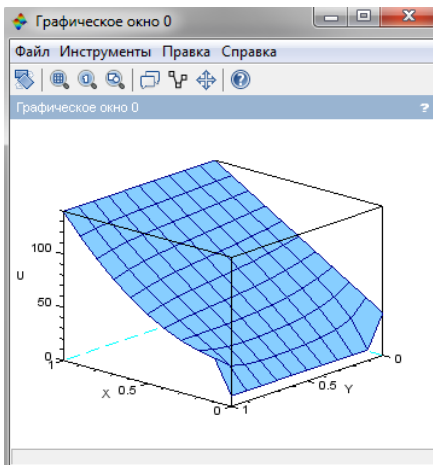 Графическое окно 0
Файл Инструменты Правка Справка
Графическое окно 0 ?
100
U
50
0
1
X 0.5
0
1
0.5 Y
0